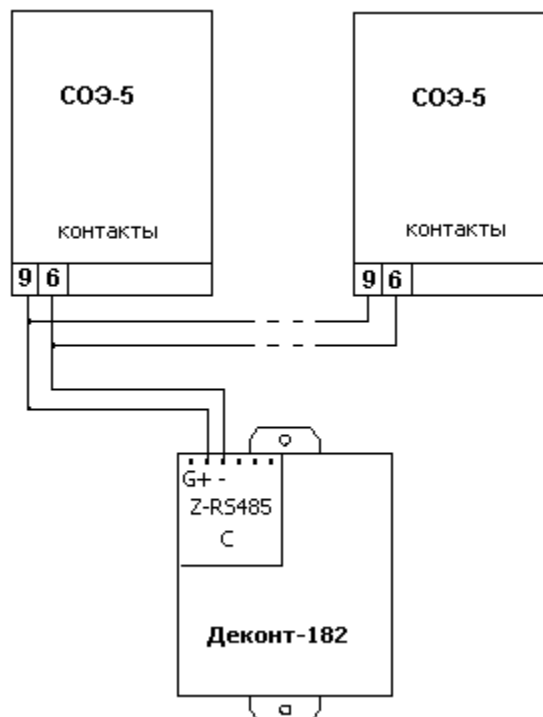 СОЭ-5
СОЭ-5
контакты
контакты
9 6
9 6
G+ -
Z-RS485
C
Деконт-182